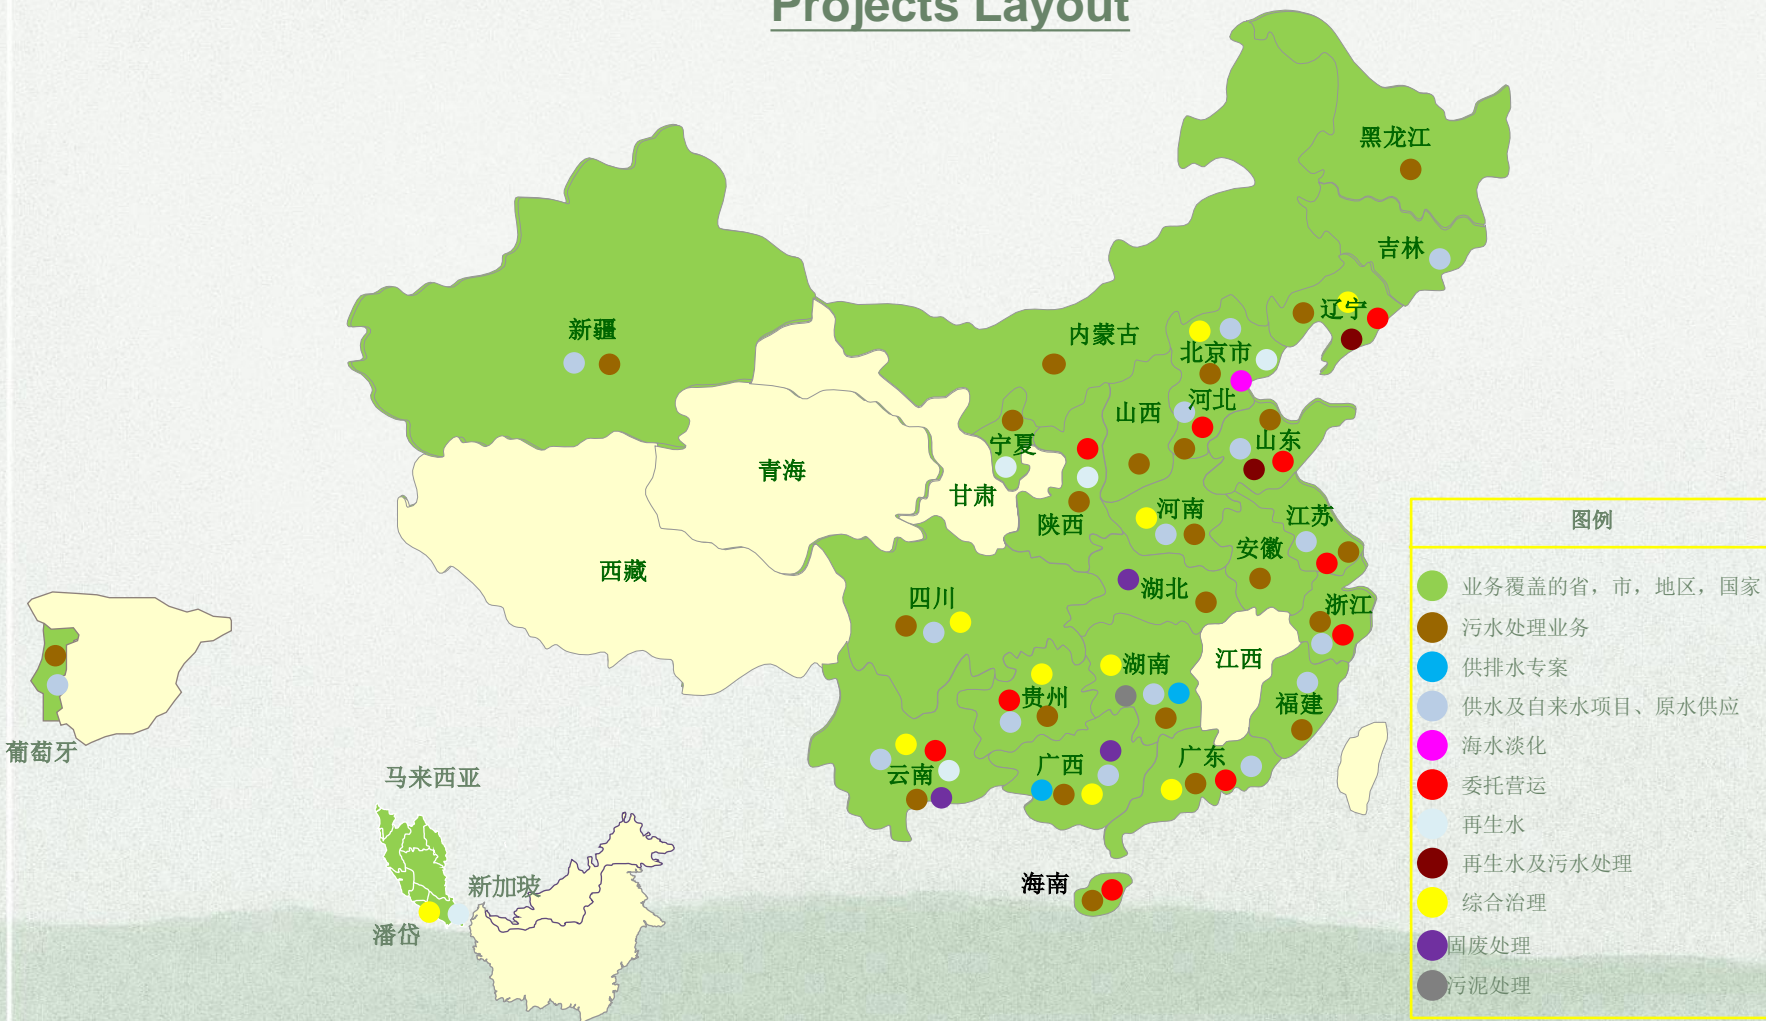 Projects Layout
黑龙江
吉林
辽宁
新疆
内蒙古
北京市
河北
山西
山东
宁夏
青海
甘肃
陕西
河南
江苏
安徽
西藏
湖北
四川
浙江
江西
湖南
贵州
福建
广西
广东
云南
海南
葡萄牙
马来西亚
新加玻
潘岱
图例
业务覆盖的省，市，地区，国家
污水处理业务
供排水专案
供水及自来水项目、原水供应
海水淡化
委托营运
再生水
再生水及污水处理
综合治理
固废处理
污泥处理